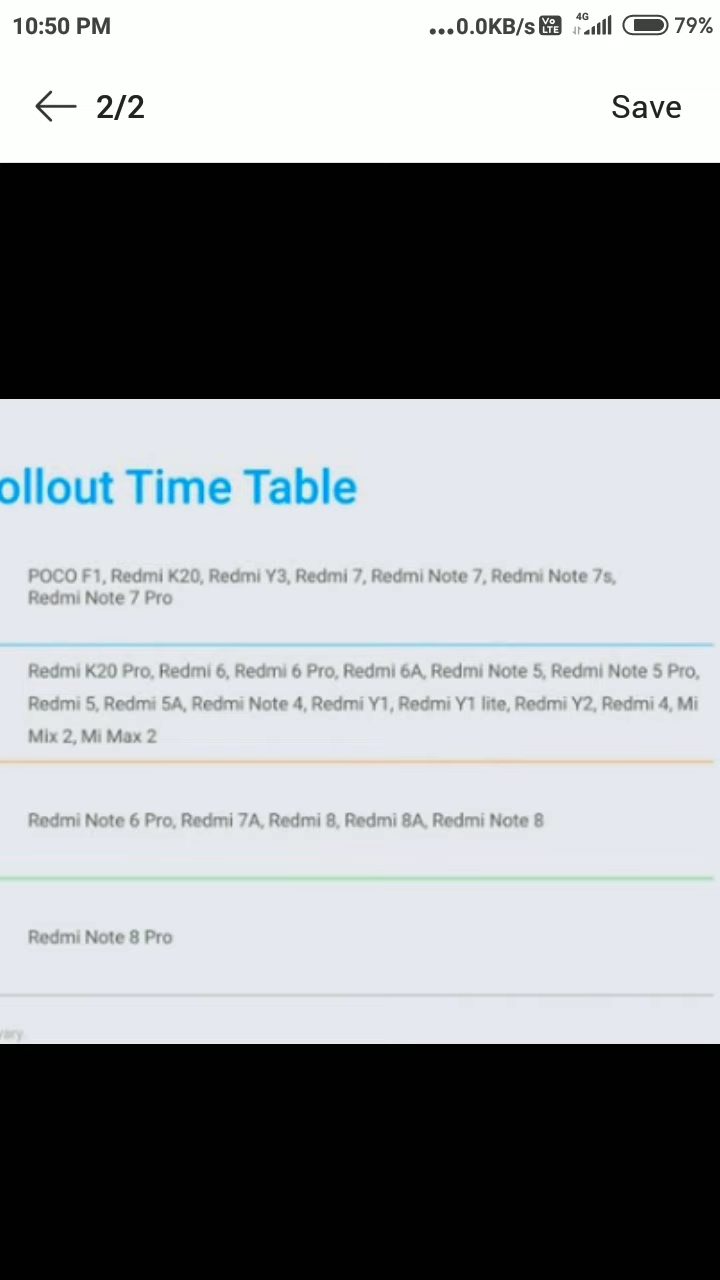 10:50 PM ...0.0KB/s Vo LTE 4G 79%
2/2 Save
ollout Time Table
POCO F1, Redmi K20, Redmi Y3, Redmi 7, Redmi Note 7, Redmi Note 7s,
Redmi Note 7 Pro
Redmi K20 Pro, Redmi 6, Redmi 6 Pro, Redmi 6A, Redmi Note 5, Redmi Note 5 Pro,
Redmi 5, Redmi 5A, Redmi Note 4, Redmi Y1, Redmi Y1 lite, Redmi Y2, Redmi 4, Mi
Mix 2, Mi Max 2
Redmi Note 6 Pro, Redmi 7A, Redmi 8, Redmi 8A, Redmi Note 8
Redmi Note 8 Pro
vary